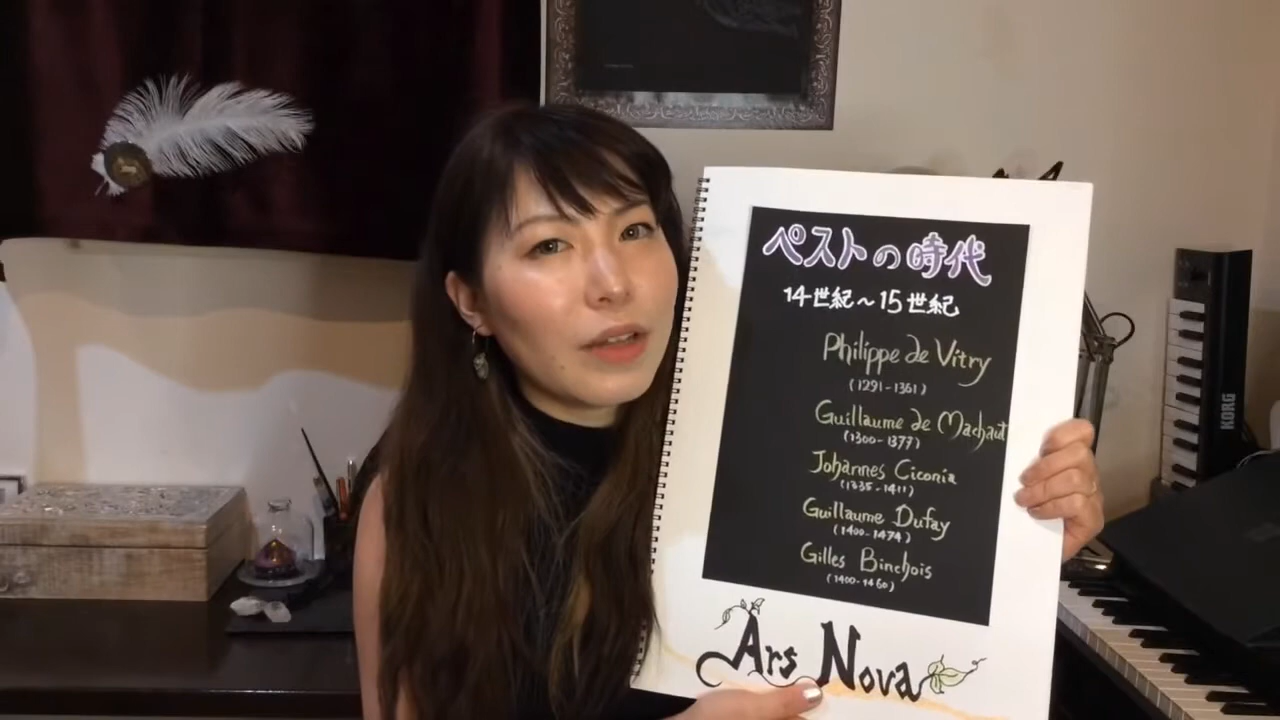 ペストの時代
14世紀～15世紀
Philippe de Vitry
(1291-1361)
Guillaume de Machaut
(1300-1377)
Johannes Ciconia
(1335-1411)
Guillaume Dufay
(1400-1474)
Gilles Binchois
(1400-1460)
Ars Nova
KORG